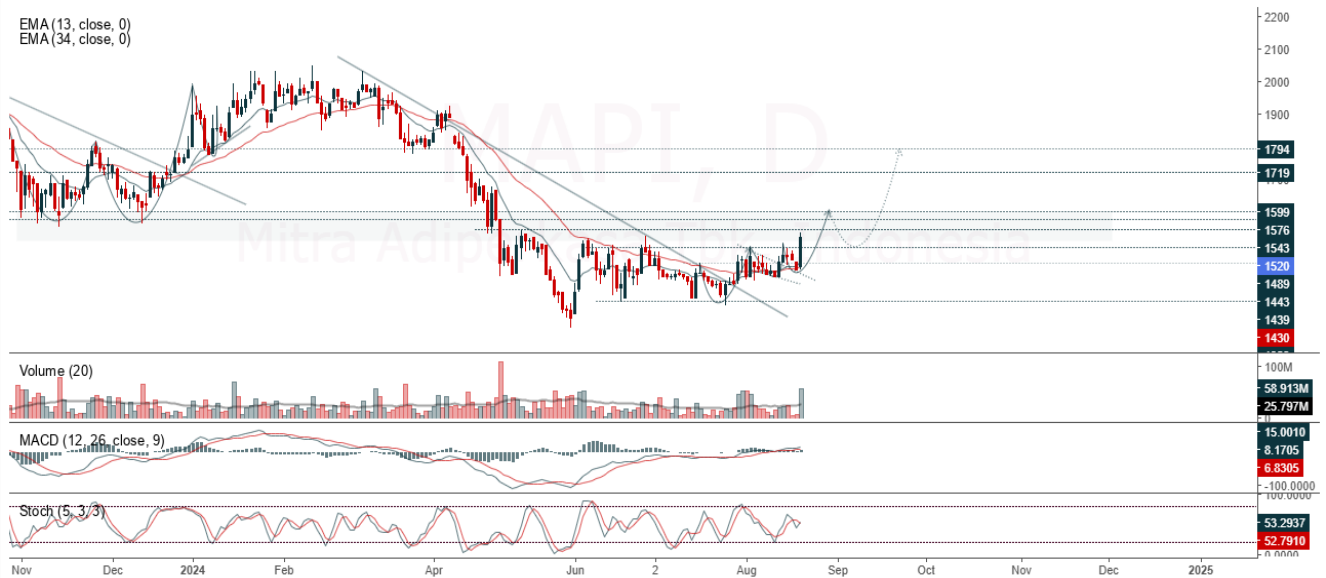 EMA (13, close, 0)
EMA (34, close, 0)
MAPI, D
Mitra Adiperkasa Tbk Indonesia
2200
2100
2000
1900
1794
1719
1599
1576
1543
1520
1489
1443
1439
1430
Volume (20)
100M
58.913M
25.797M
0
MACD (12, 26, close, 9)
15.0010
8.1705
6.8305
-100.0000
Stoch (5, 3, 3)
100.0000
53.2937
52.7910
0.0000
Nov Dec 2024 Feb Apr Jun 2 Aug Sep Oct Nov Dec 2025